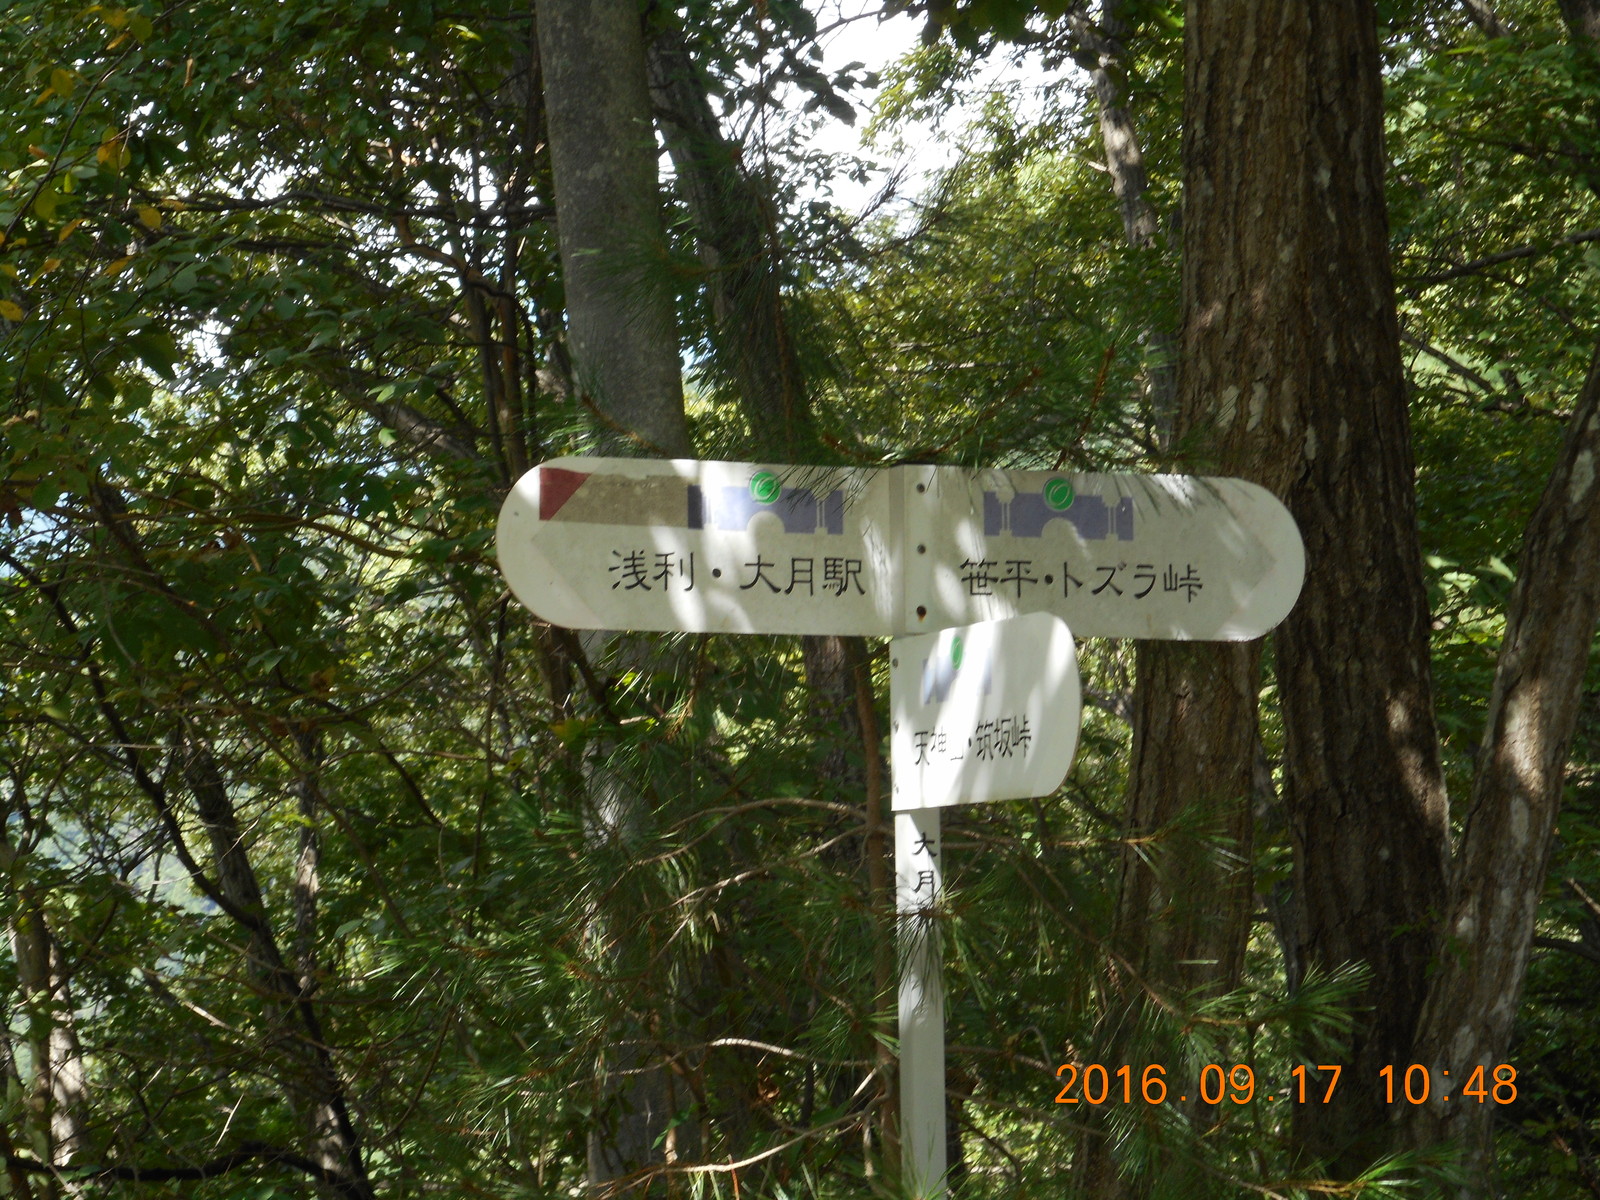 浅利・大月駅
笹平・トズラ峠
天神山・筑坂峠
大月
2016.09.17 10:48